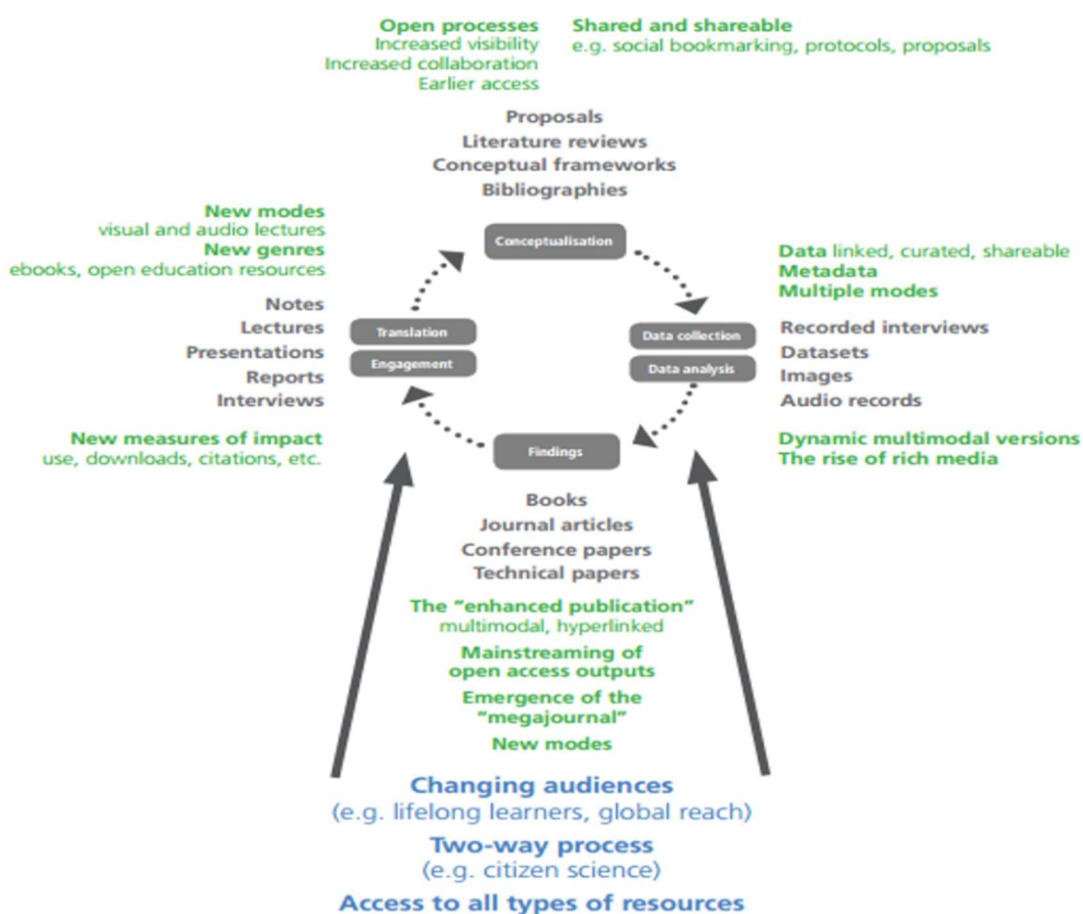 Open processes
Increased visibility
Increased collaboration
Earlier access
Shared and shareable
e.g. social bookmarking, protocols, proposals
Proposals
Literature reviews
Conceptual frameworks
Bibliographies
New modes
visual and audio lectures
New genres
ebooks, open education resources
Conceptualisation
Data linked, curated, shareable
Metadata
Multiple modes
Notes
Lectures
Presentations
Reports
Interviews
Translation
Engagement
Data collection
Data analysis
Recorded interviews
Datasets
Images
Audio records
New measures of impact
use, downloads, citations, etc.
Findings
Dynamic multimodal versions
The rise of rich media
Books
Journal articles
Conference papers
Technical papers
The “enhanced publication”
multimodal, hyperlinked
Mainstreaming of
open access outputs
Emergence of the
“megajournal”
New modes
Changing audiences
(e.g. lifelong learners, global reach)
Two-way process
(e.g. citizen science)
Access to all types of resources